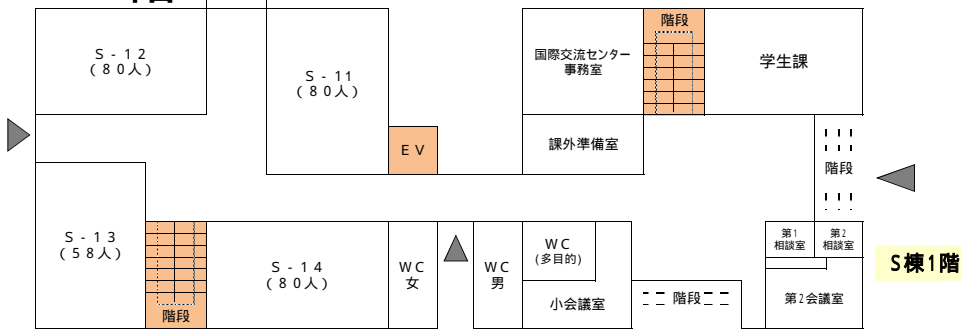 S-12
(80人)
S-11
(80人)
EV
国際交流センター
事務室
階段
学生課
課外準備室
階段
S-13
(58人)
階段
S-14
(80人)
WC
女
WC
男
WC
(多目的)
小会議室
階段
第1
相談室
第2
相談室
第2会議室
S棟1階